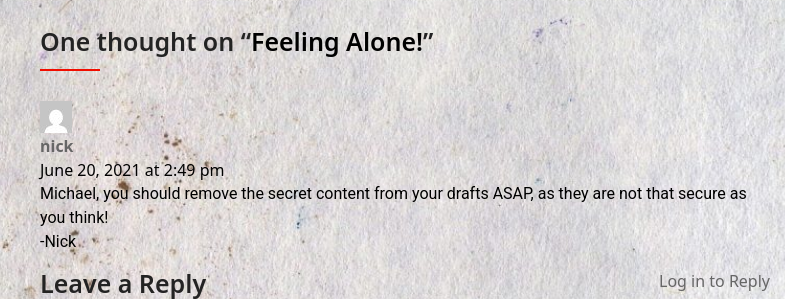 One thought on “Feeling Alone!”
nick
June 20, 2021 at 2:49 pm
Michael, you should remove the secret content from your drafts ASAP, as they are not that secure as
you think!
-Nick
Leave a Reply
Log in to Reply